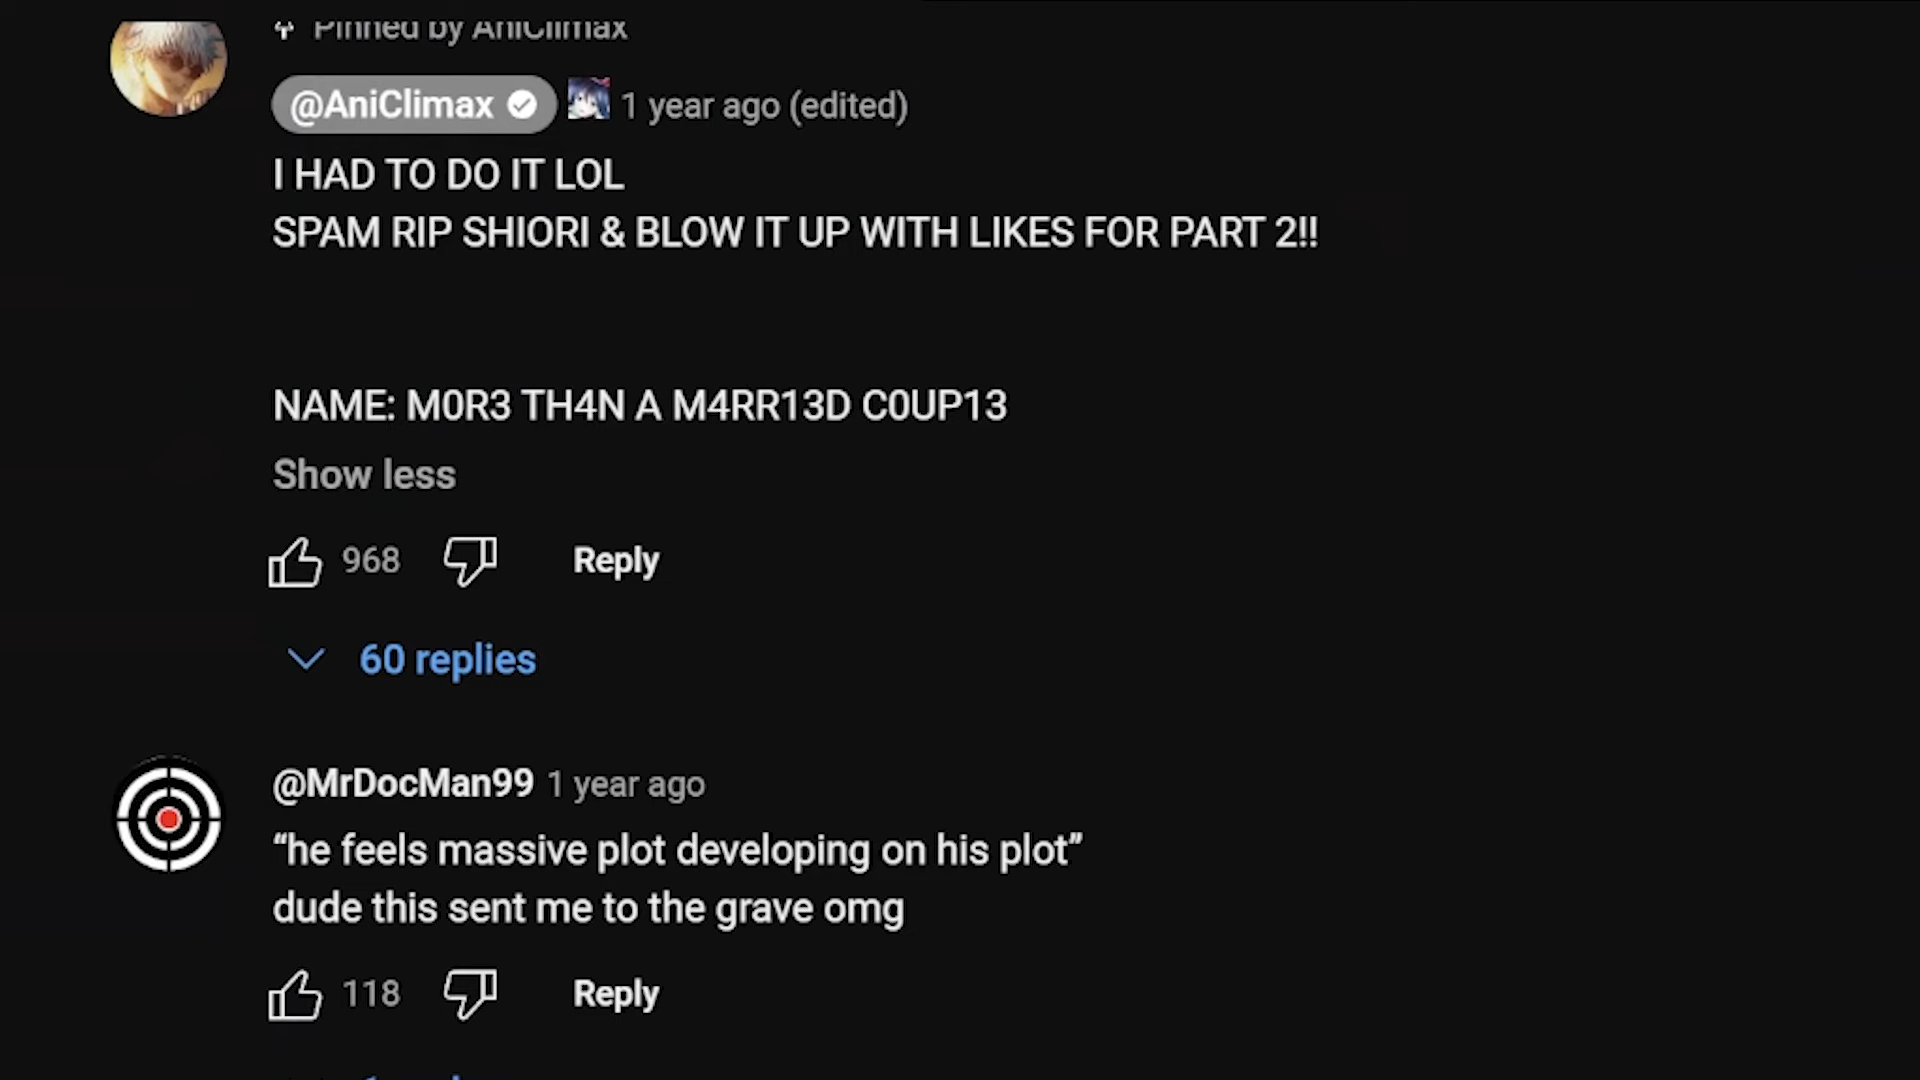 Pinned by AniClimax
@AniClimax 1 year ago (edited)
I HAD TO DO IT LOL
SPAM RIP SHIORI & BLOW IT UP WITH LIKES FOR PART 2!!
NAME: M0R3 TH4N A M4RR13D C0UP13
Show less
968 Reply
60 replies
@MrDocMan99 1 year ago
“he feels massive plot developing on his plot”
dude this sent me to the grave omg
118 Reply